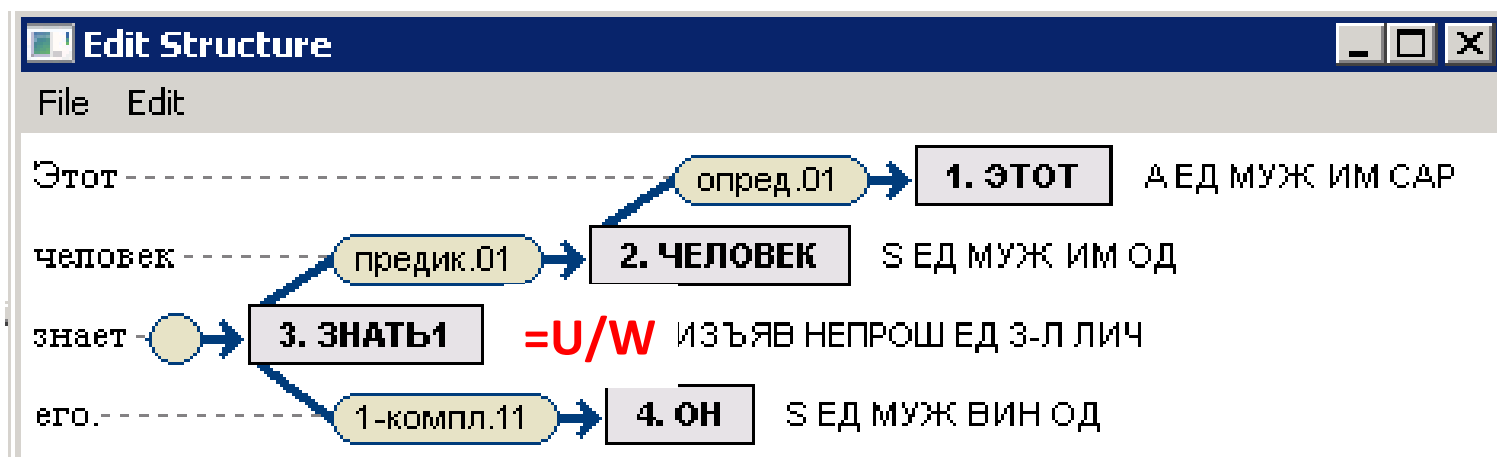 Edit Structure
File Edit
Этот опред.01 1. ЭТОТ A ЕД МУЖ ИМ САР
человек предик.01 2. ЧЕЛОВЕК S ЕД МУЖ ИМ ОД
знает 3. ЗНАТЬ1 =U/W ИЗЪЯВ НЕПРОШ ЕД 3-Л ЛИЧ
его. 1-компл.11 4. ОН S ЕД МУЖ ВИН ОД